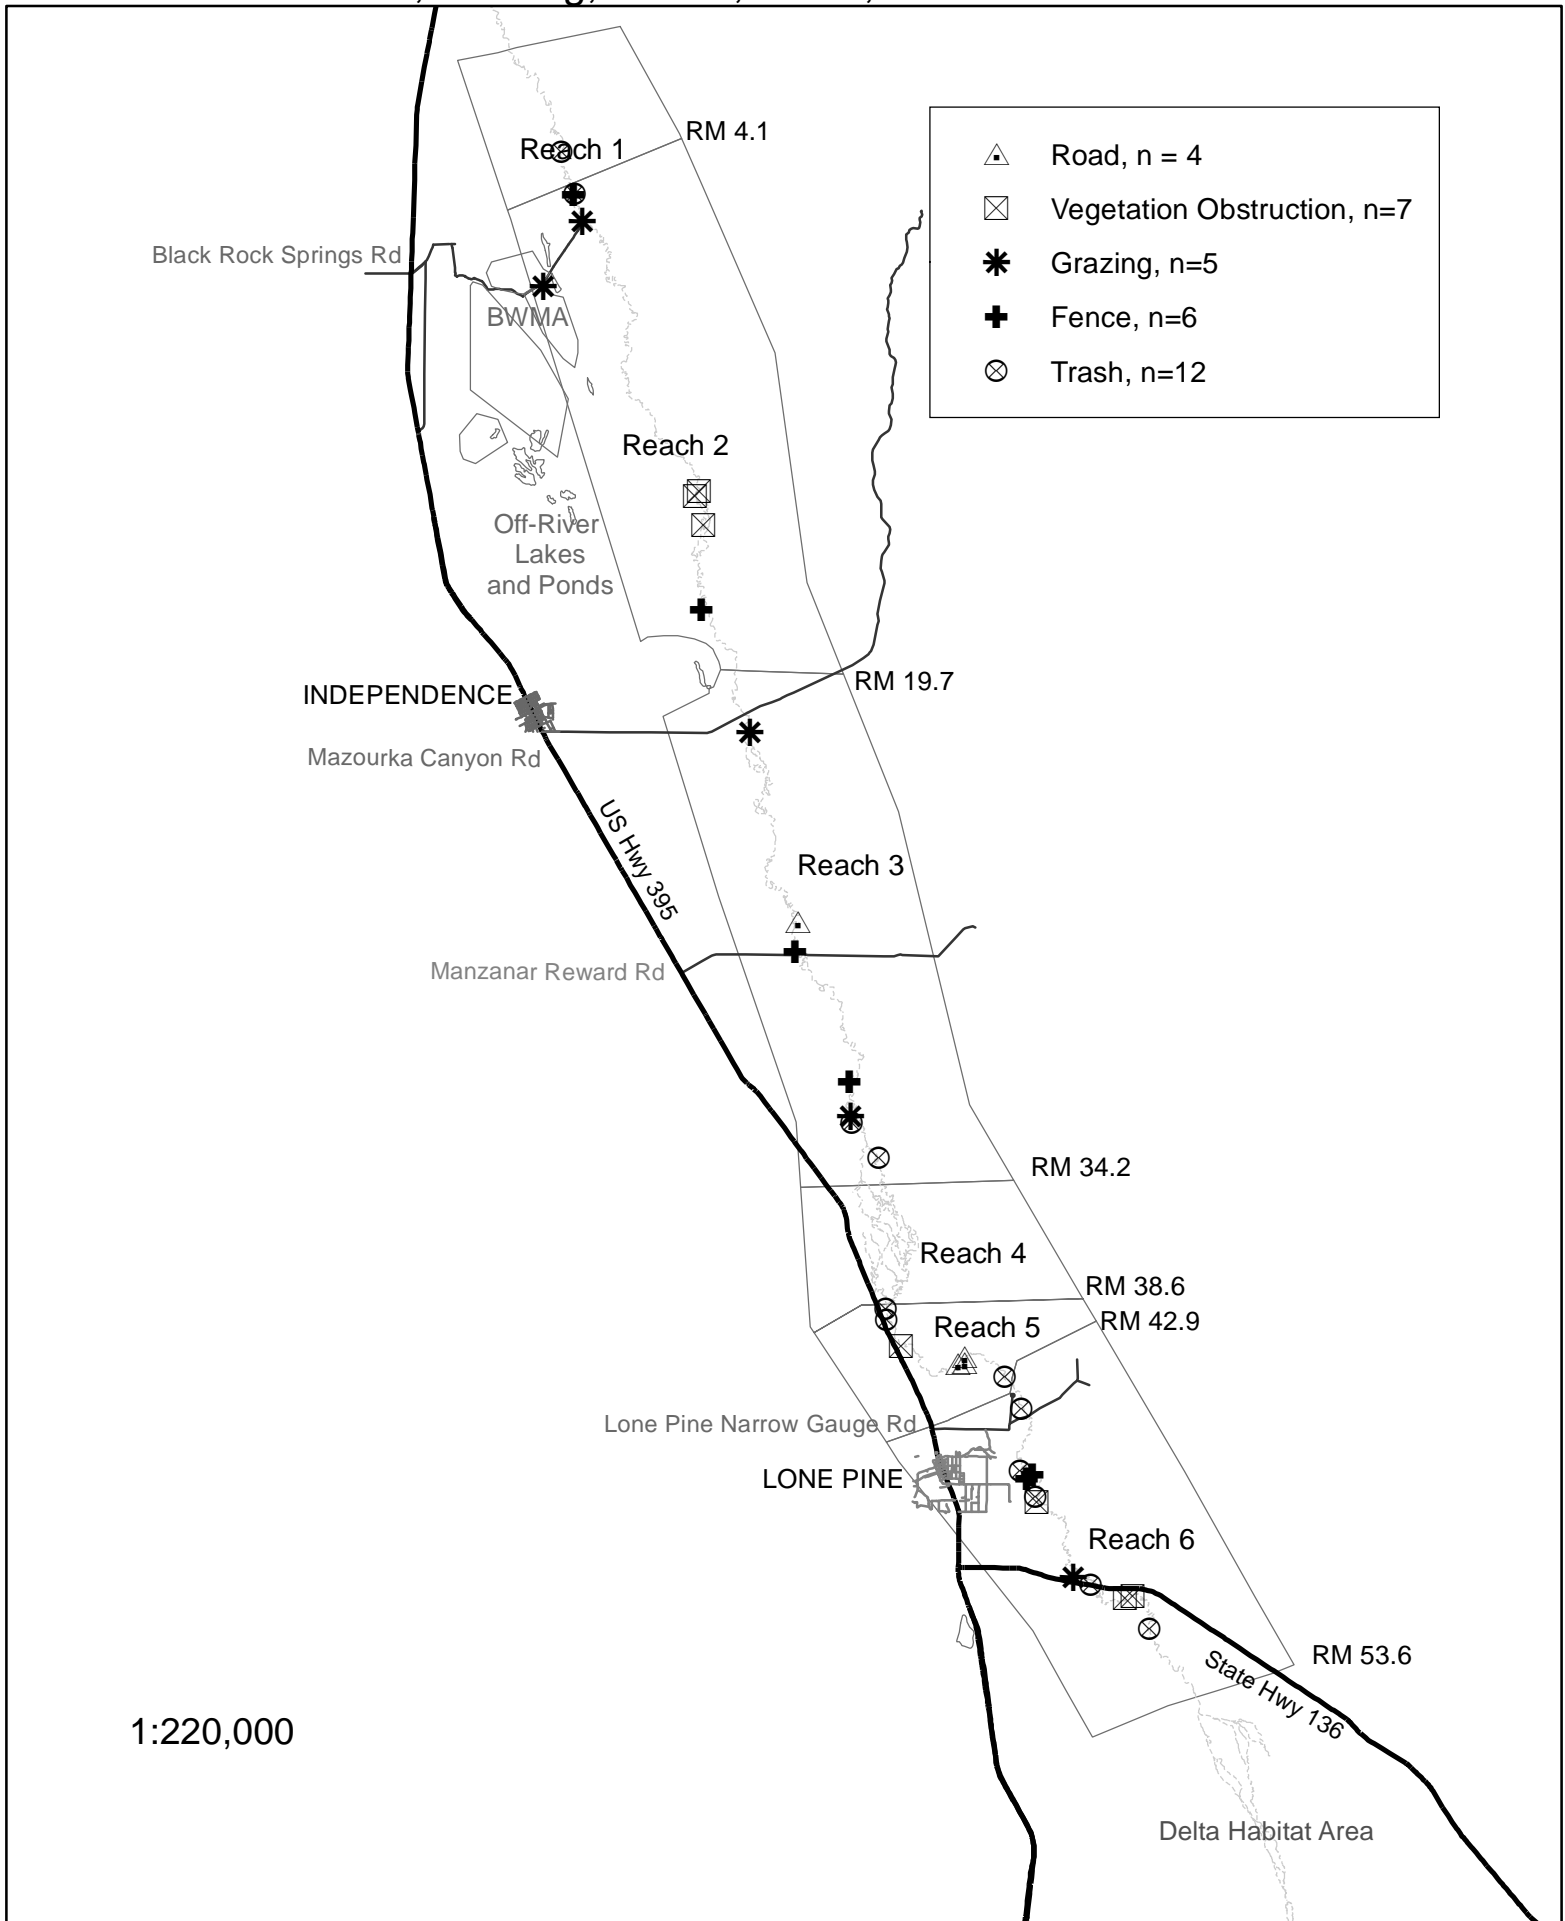 Reach 1
RM 4.1
Road, n = 4
Vegetation Obstruction, n=7
Grazing, n=5
Fence, n=6
Trash, n=12
Black Rock Springs Rd
BWMA
Reach 2
Off-River
Lakes
and Ponds
RM 19.7
INDEPENDENCE
Mazourka Canyon Rd
US Hwy 395
Reach 3
Manzanar Reward Rd
RM 34.2
Reach 4
RM 38.6
RM 42.9
Reach 5
Lone Pine Narrow Gauge Rd
LONE PINE
Reach 6
RM 53.6
State Hwy 136
1:220,000
Delta Habitat Area